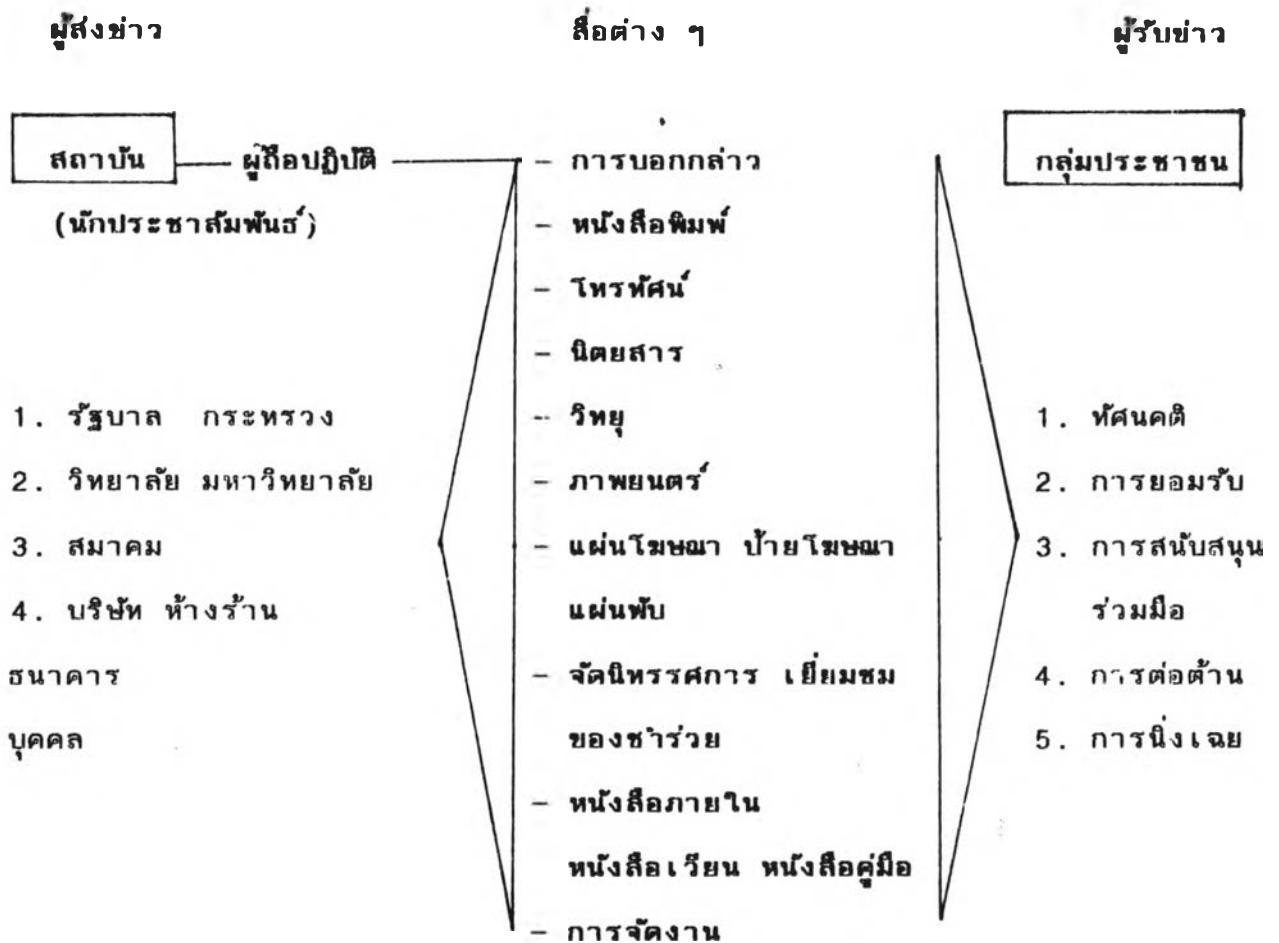 ผู้ส่งข่าว
สื่อต่าง ๆ
ผู้รับข่าว
สถาบัน
ผู้ถือปฏิบัติ
(นักประชาสัมพันธ์)
- การบอกกล่าว
- หนังสือพิมพ์
- โทรทัศน์
- นิตยสาร
- วิทยุ
- ภาพยนตร์
- แผ่นโฆษณา ป้ายโฆษณา
แผ่นพับ
- จัดนิทรรศการ เยี่ยมชม
ของชำร่วย
- หนังสือภายใน
หนังสือเวียน หนังสือคู่มือ
- การจัดงาน
1. รัฐบาล กระทรวง
2. วิทยาลัย มหาวิทยาลัย
3. สมาคม
4. บริษัท ห้างร้าน
ธนาคาร
บุคคล
กลุ่มประชาชน
1. ทัศนคติ
2. การยอมรับ
3. การสนับสนุน
ร่วมมือ
4. การต่อต้าน
5. การนิ่งเฉย